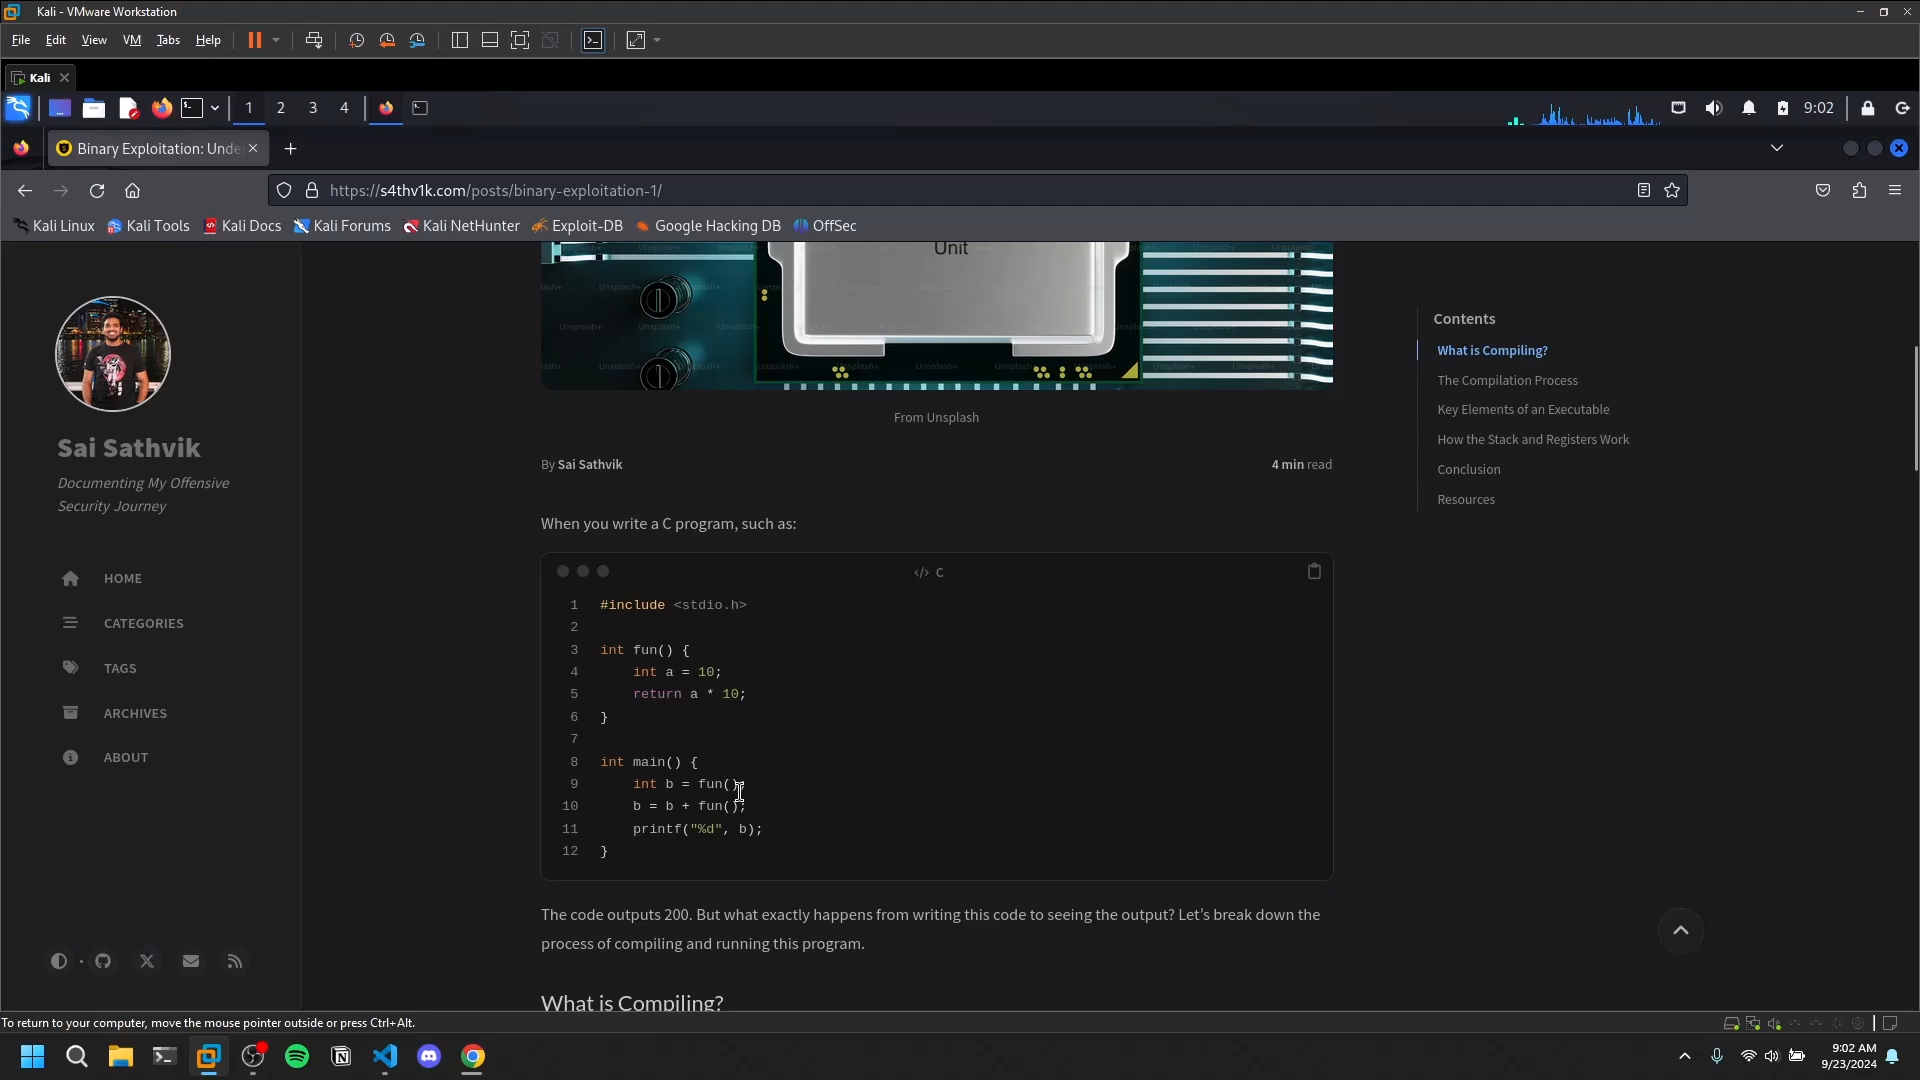 Kali - VMware Workstation
File Edit View VM Tabs Help
Kali
1 2 3 4
9:02
Binary Exploitation: Unde
https://s4thv1k.com/posts/binary-exploitation-1/
Kali Linux Kali Tools Kali Docs Kali Forums Kali NetHunter Exploit-DB Google Hacking DB OffSec
Unit
From Unsplash
Sai Sathvik
Documenting My Offensive
Security Journey
HOME
CATEGORIES
TAGS
ARCHIVES
ABOUT
By Sai Sathvik
4 min read
When you write a C program, such as:
</> C
1 #include <stdio.h>
2
3 int fun() {
4     int a = 10;
5     return a * 10;
6 }
7
8 int main() {
9     int b = fun();
10     b = b + fun();
11     printf("%d", b);
12 }
The code outputs 200. But what exactly happens from writing this code to seeing the output? Let's break down the
process of compiling and running this program.
What is Compiling?
Contents
What is Compiling?
The Compilation Process
Key Elements of an Executable
How the Stack and Registers Work
Conclusion
Resources
To return to your computer, move the mouse pointer outside or press Ctrl+Alt.
9:02 AM
9/23/2024